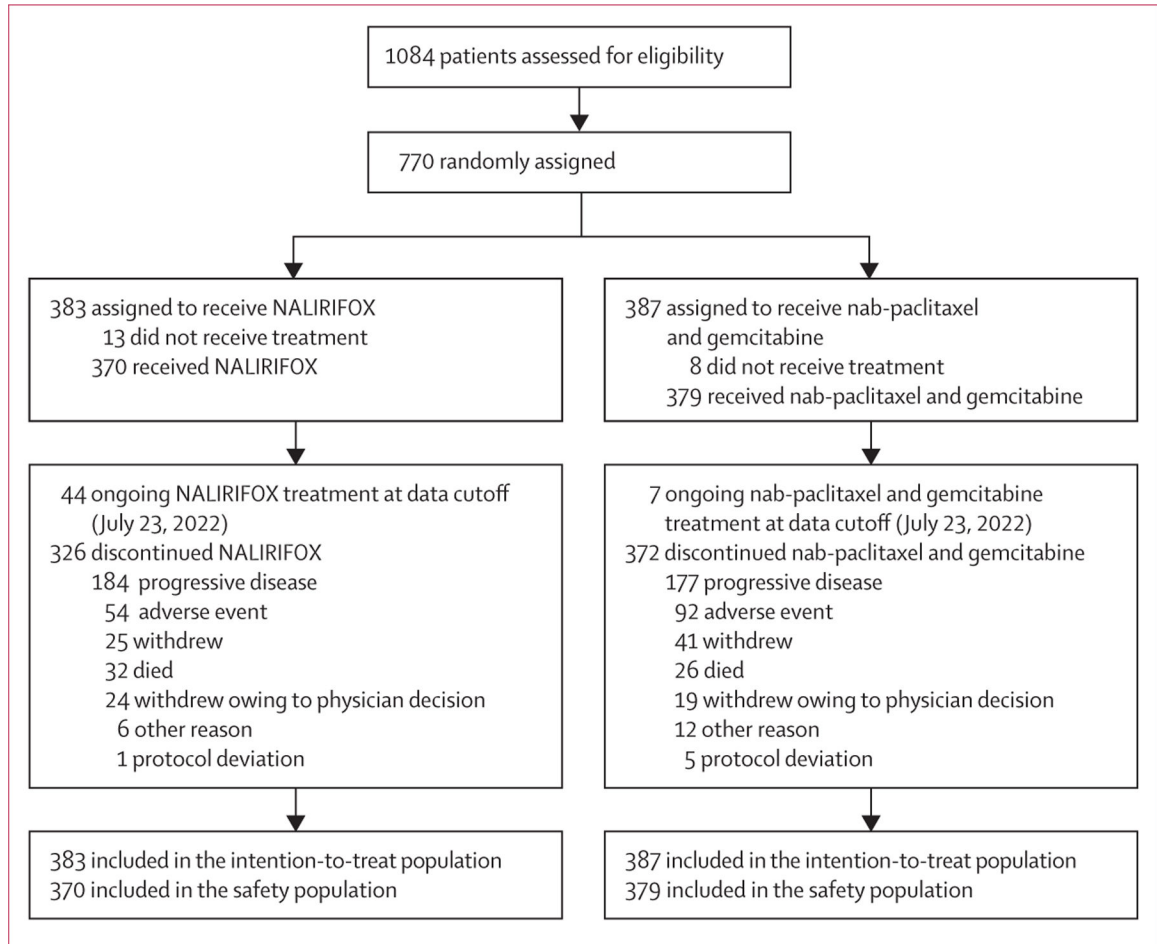 1084 patients assessed for eligibility
770 randomly assigned
383 assigned to receive NALIRIFOX
13 did not receive treatment
370 received NALIRIFOX
387 assigned to receive nab-paclitaxel
and gemcitabine
8 did not receive treatment
379 received nab-paclitaxel and gemcitabine
44 ongoing NALIRIFOX treatment at data cutoff
(July 23, 2022)
326 discontinued NALIRIFOX
184 progressive disease
54 adverse event
25 withdrew
32 died
24 withdrew owing to physician decision
6 other reason
1 protocol deviation
7 ongoing nab-paclitaxel and gemcitabine
treatment at data cutoff (July 23, 2022)
372 discontinued nab-paclitaxel and gemcitabine
177 progressive disease
92 adverse event
41 withdrew
26 died
19 withdrew owing to physician decision
12 other reason
5 protocol deviation
383 included in the intention-to-treat population
370 included in the safety population
387 included in the intention-to-treat population
379 included in the safety population